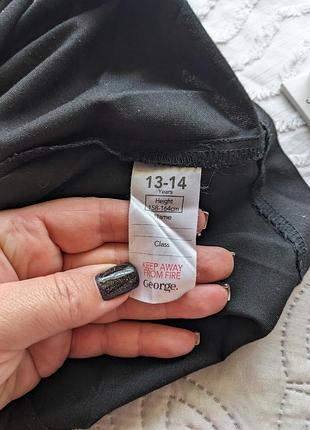 13-14
Years
Height
158-164cm
Name
Class
KEEP AWAY
FROM FIRE
George.